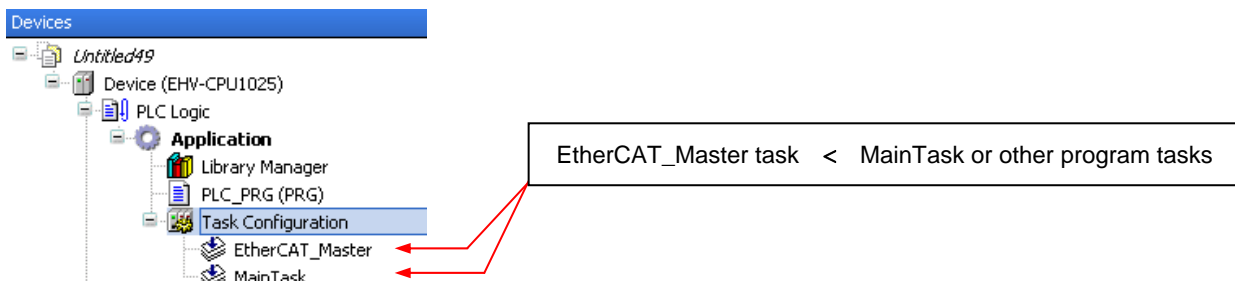 Devices
Untitled49
Device (EHV-CPU1025)
PLC Logic
Application
Library Manager
PLC_PRG (PRG)
Task Configuration
EtherCAT_Master
MainTask
EtherCAT_Master task < MainTask or other program tasks